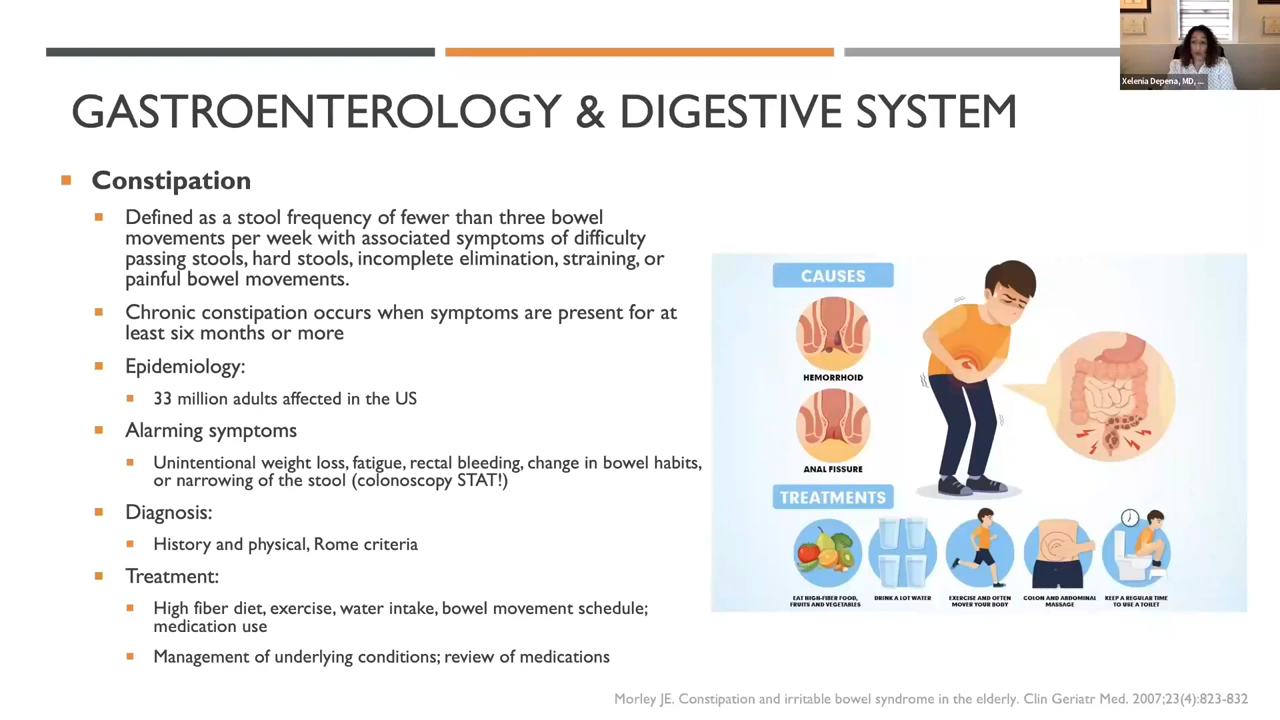 Xelenia Depena, MD, ...
GASTROENTEROLOGY & DIGESTIVE SYSTEM
Constipation
Defined as a stool frequency of fewer than three bowel
movements per week with associated symptoms of difficulty
passing stools, hard stools, incomplete elimination, straining, or
painful bowel movements.
Chronic constipation occurs when symptoms are present for at
least six months or more
Epidemiology:
33 million adults affected in the US
Alarming symptoms
Unintentional weight loss, fatigue, rectal bleeding, change in bowel habits,
or narrowing of the stool (colonoscopy STAT!)
Diagnosis:
History and physical, Rome criteria
Treatment:
High fiber diet, exercise, water intake, bowel movement schedule;
medication use
Management of underlying conditions; review of medications
CAUSES
HEMORRHOID
ANAL FISSURE
TREATMENTS
EAT HIGH-FIBER FOOD,
FRUITS AND VEGETABLES
DRINK A LOT WATER
EXERCISE AND OFTEN
MOVER YOUR BODY
COLON AND ABDOMINAL
MASSAGE
KEEP A REGULAR TIME
TO USE A TOILET
Morley JE. Constipation and irritable bowel syndrome in the elderly. Clin Geriatr Med. 2007;23(4):823-832